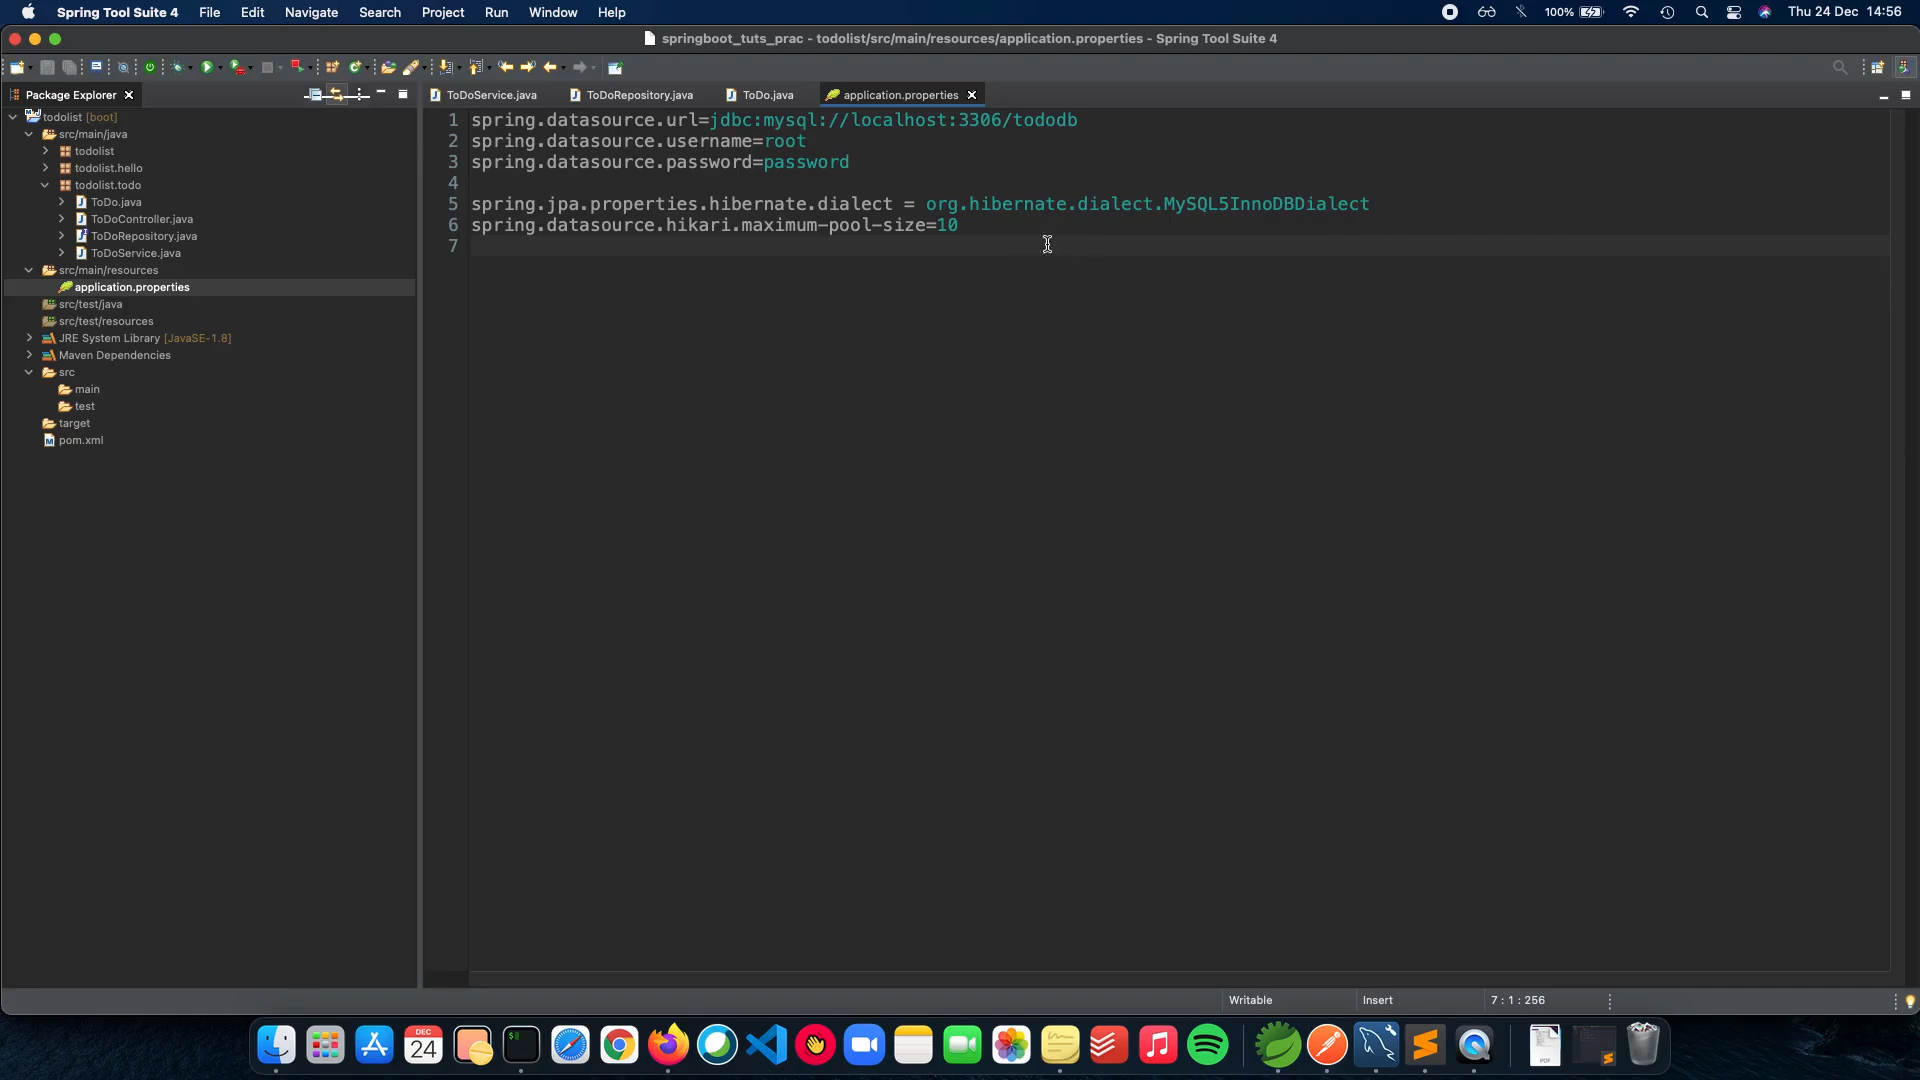 Spring Tool Suite 4 File Edit Navigate Search Project Run Window Help 100% Thu 24 Dec 14:56
springboot_tuts_prac - todolist/src/main/resources/application.properties - Spring Tool Suite 4
Package Explorer
ToDoService.java ToDoRepository.java ToDo.java application.properties
todolist [boot]
src/main/java
todolist
todolist.hello
todolist.todo
ToDo.java
ToDoController.java
ToDoRepository.java
ToDoService.java
src/main/resources
application.properties
src/test/java
src/test/resources
JRE System Library [JavaSE-1.8]
Maven Dependencies
src
main
test
target
pom.xml
1 spring.datasource.url=jdbc:mysql://localhost:3306/tododb
2 spring.datasource.username=root
3 spring.datasource.password=password
4
5 spring.jpa.properties.hibernate.dialect = org.hibernate.dialect.MySQL5InnoDBDialect
6 spring.datasource.hikari.maximum-pool-size=10
7
Writable Insert 7 : 1 : 256
DEC
24
PDF